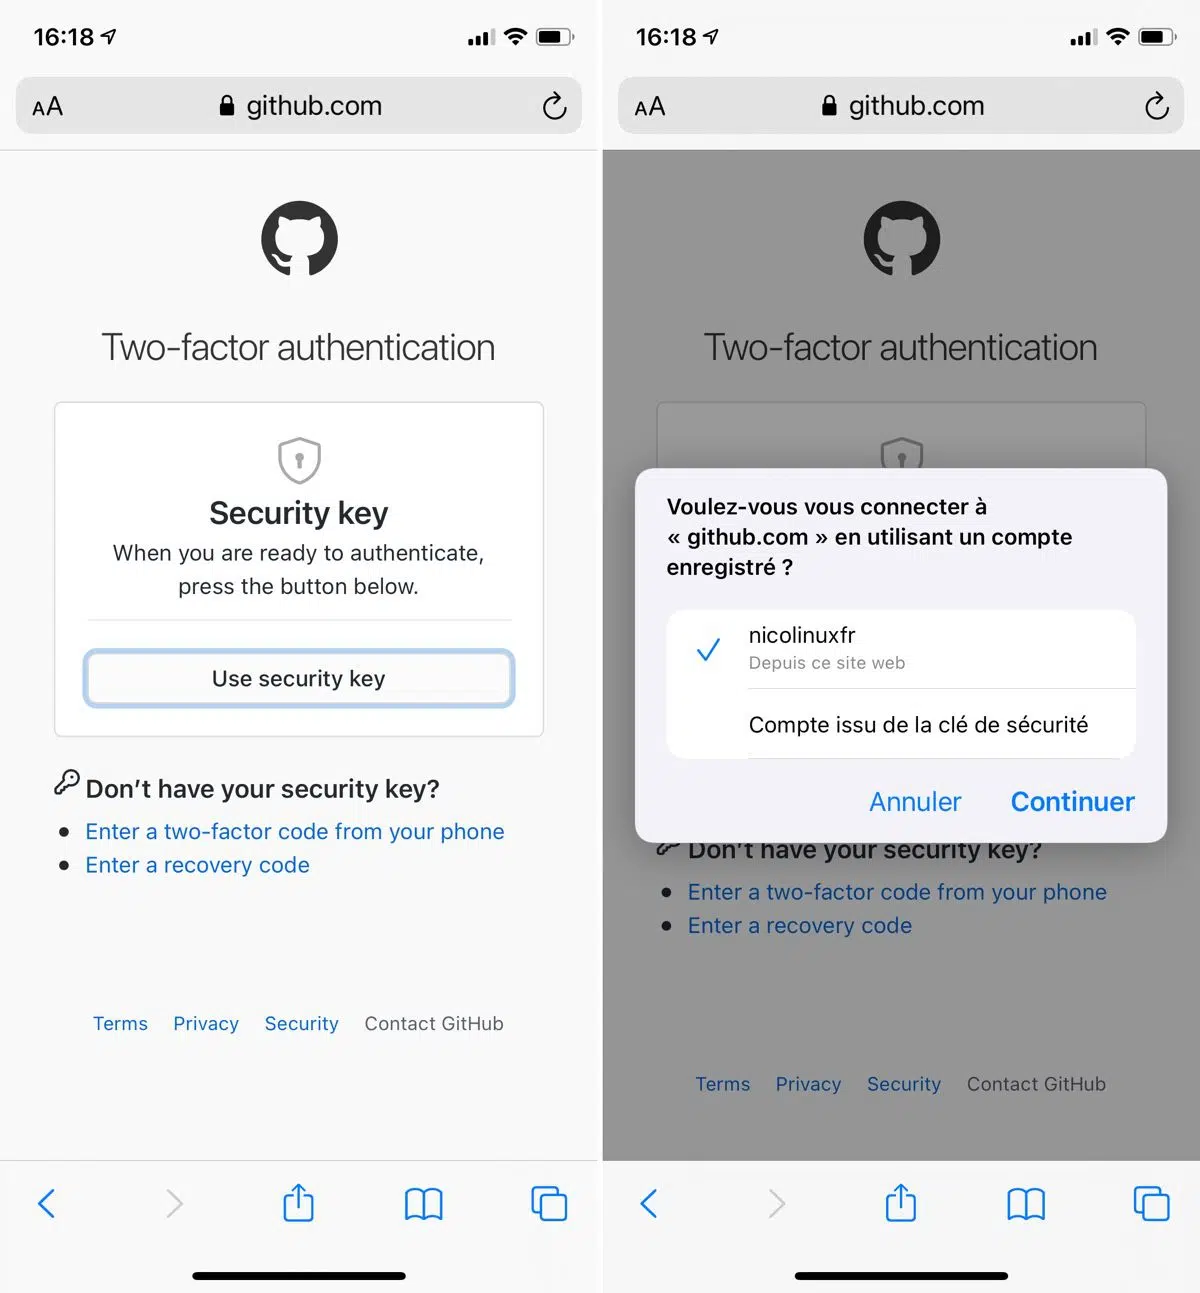 16:18
AA github.com
Two-factor authentication
Security key
When you are ready to authenticate,
press the button below.
Use security key
Don't have your security key?
• Enter a two-factor code from your phone
• Enter a recovery code
Terms Privacy Security Contact GitHub
16:18
AA github.com
Two-factor authentication
Voulez-vous vous connecter à
« github.com » en utilisant un compte
enregistré ?
nicolinuxfr
Depuis ce site web
Compte issu de la clé de sécurité
Annuler Continuer
Don't have your security key?
• Enter a two-factor code from your phone
• Enter a recovery code
Terms Privacy Security Contact GitHub